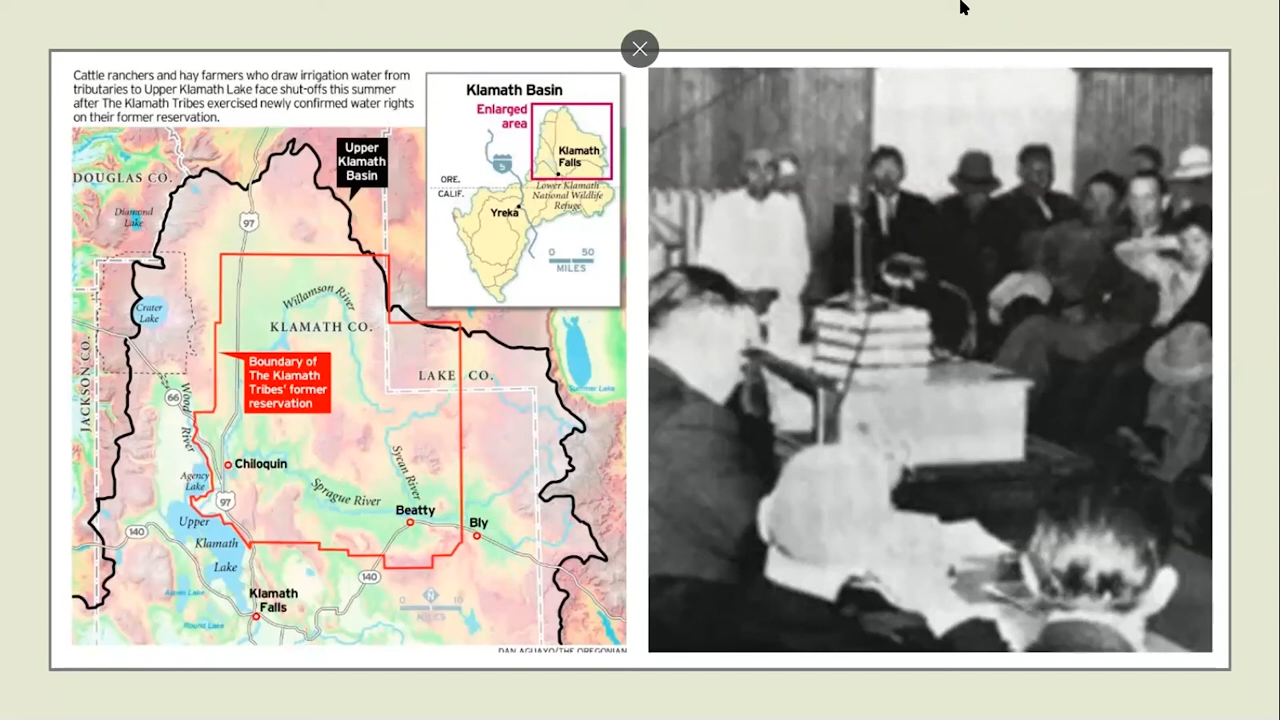 Cattle ranchers and hay farmers who draw irrigation water from
tributaries to Upper Klamath Lake face shut-offs this summer
after The Klamath Tribes exercised newly confirmed water rights
on their former reservation.
Klamath Basin
Enlarged
area
Klamath
Falls
5
ORE.
CALIF.
Lower Klamath
National Wildlife
Refuge
Yreka
0 50
MILES
Upper
Klamath
Basin
DOUGLAS CO.
Diamond
Lake
97
Crater
Lake
Williamson River
KLAMATH CO.
Boundary of
The Klamath
Tribes' former
reservation
LAKE CO.
Summer Lake
JACKSON CO.
66
Wood River
Chiloquin
Agency
Lake
97
Sprague River
Sycan River
Beatty
Bly
Upper
Klamath
Lake
140
140
Klamath
Falls
Round Lake
N
0 10
MILES
DAN AGUAYO/THE OREGONIAN